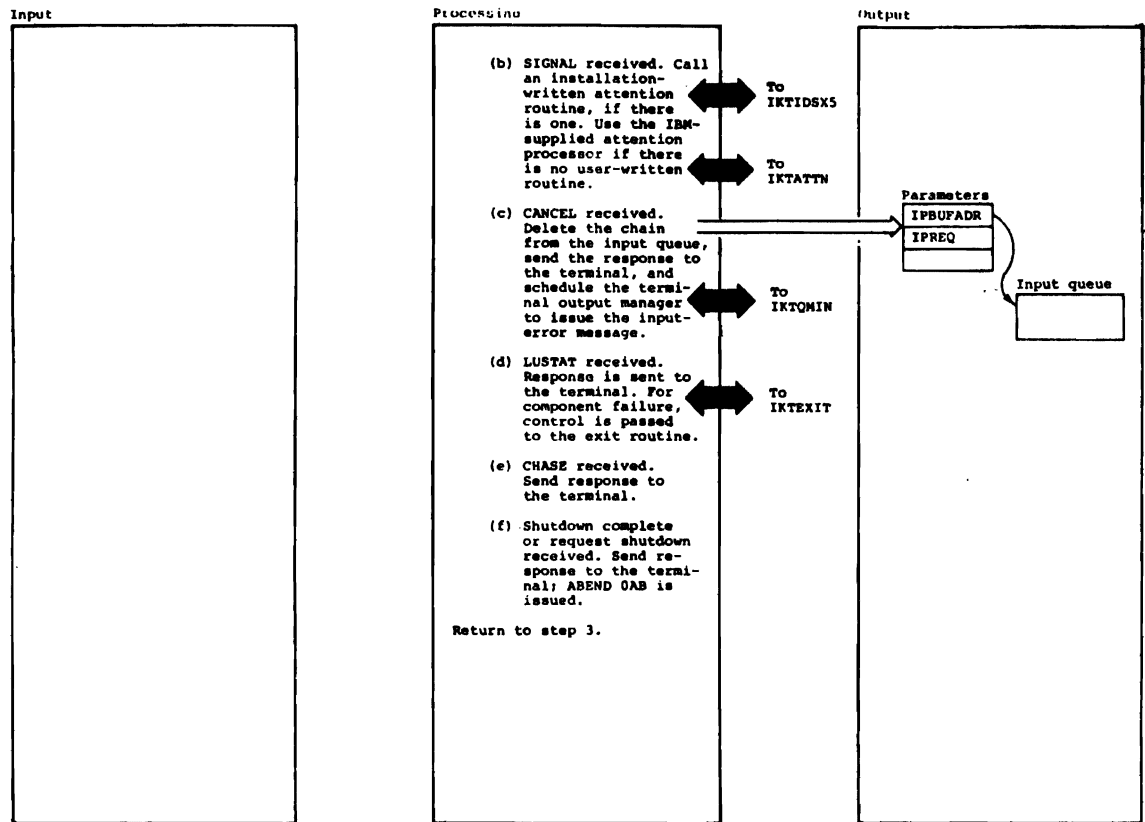 Input
Processing
(b) SIGNAL received. Call
an installation-
written attention
routine, if there
is one. Use the IBM-
supplied attention
processor if there
is no user-written
routine.
To
IKTIDSX5
To
IKTATTN
(c) CANCEL received.
Delete the chain
from the input queue,
send the response to
the terminal, and
schedule the termi-
nal output manager
to issue the input-
error message.
To
IKTQMIN
(d) LUSTAT received.
Response is sent to
the terminal. For
component failure,
control is passed
to the exit routine.
To
IKTEXIT
(e) CHASE received.
Send response to
the terminal.
(f) Shutdown complete
or request shutdown
received. Send re-
sponse to the termi-
nal; ABEND 0AB is
issued.
Return to step 3.
Output
Parameters
IPBUFADR
IPREQ
Input queue